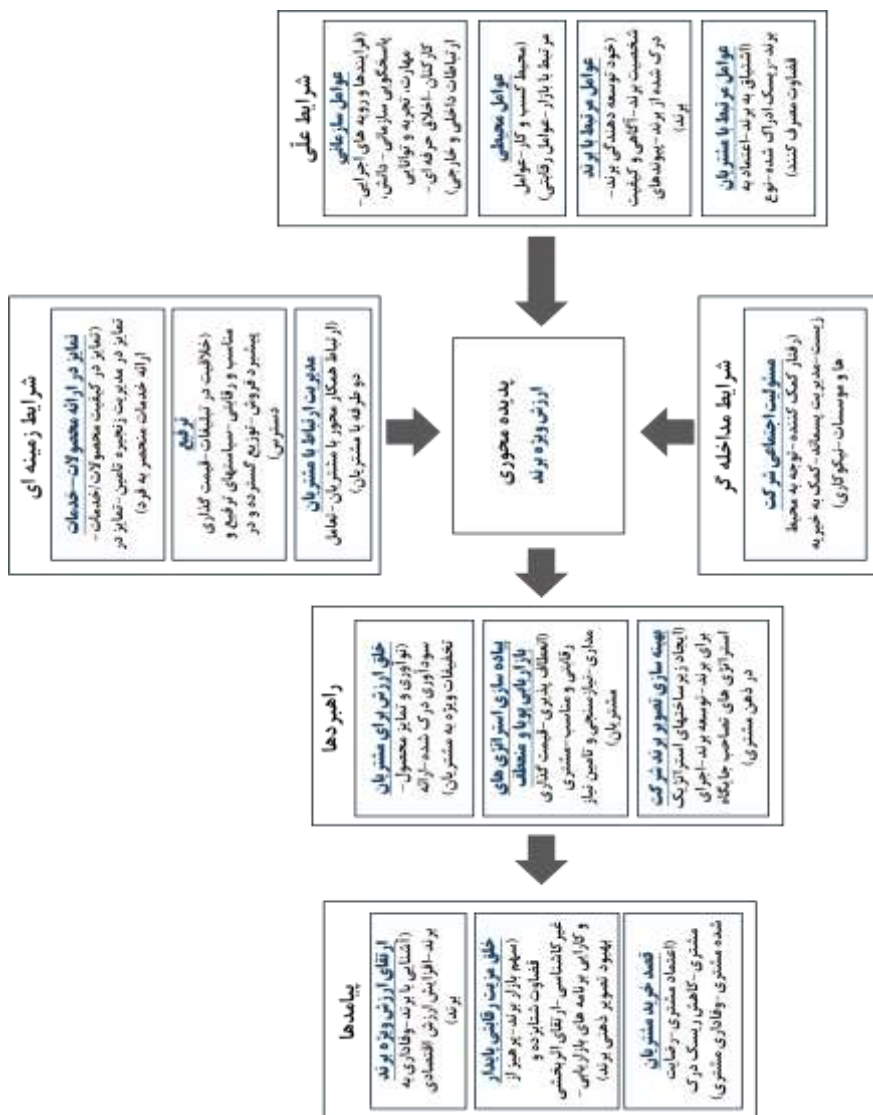 شرایط علّی
عوامل سازمانی
(فرایندها و رویه های اجرایی-
پاسخگویی سازمانی-دانش،
مهارت، تجربه و توانایی
کارکنان-اخلاق حرفه ای-
ارتباطات داخلی و خارجی)
عوامل محیطی
(محیط کسب و کار-عوامل
مرتبط با بازار-عوامل رقابتی)
عوامل مرتبط با برند
(خود توسعه دهندگی برند-
شخصیت برند-آگاهی و کیفیت
درک شده از برند-پیوندهای
برند)
عوامل مرتبط با مشتریان
(اشتیاق به برند-اعتماد به
برند-ریسک ادراک شده-نوع
قضاوت مصرف کنند)
شرایط زمینه ای
تمایز در ارائه محصولات-خدمات
(تمایز در کیفیت محصولات/خدمات-
تمایز در مدیریت زنجیره تامین-تمایز در
ارائه خدمات منحصر به فرد)
ترفیع
(خلاقیت در تبلیغات-قیمت گذاری
مناسب و رقابتی-سیاستهای ترفیع و
پیشبرد فروش-توزیع گسترده و در
دسترس)
مدیریت ارتباط با مشتریان
(ارتباط همکار محور با مشتریان-تعامل
دو طرفه با مشتریان)
پدیده محوری
ارزش ویژه برند
شرایط مداخله گر
مسئولیت اجتماعی شرکت
(رفتار کمک کننده-توجه به محیط
زیست-مدیریت پسماند-کمک به خیریه
ها و موسسات-نیکوکاری)
راهبردها
خلق ارزش برای مشتریان
(نوآوری و تمایز محصول-
سودآوری درک شده-ارائه
تخفیفات ویژه به مشتریان)
پیاده سازی استراتژی های
بازاریابی پویا و منعطف
(انعطاف پذیری-قیمت گذاری
رقابتی و مناسب-مشتری
مداری-نیازسنجی و تامین نیاز
مشتریان)
بهینه سازی تصویر برند شرکت
(ایجاد زیرساختهای استراتژیک
برای برند-توسعه برند-اجرای
استراتژی های تصاحب جایگاه
در ذهن مشتری)
پیامدها
ارتقای ارزش ویژه برند
(آشنایی با برند-وفاداری به
برند-افزایش ارزش اقتصادی
برند)
خلق مزیت رقابتی پایدار
(سهم بازار برند-پرهیز از
قضاوت شتابزده و
غیرکاشناسی-ارتقای اثربخشی
و کارایی برنامه های بازاریابی-
بهبود تصویر ذهنی برند)
قصد خرید مشتریان
(اعتماد مشتری-رضایت
مشتری-کاهش ریسک درک
شده مشتری-وفاداری مشتری)